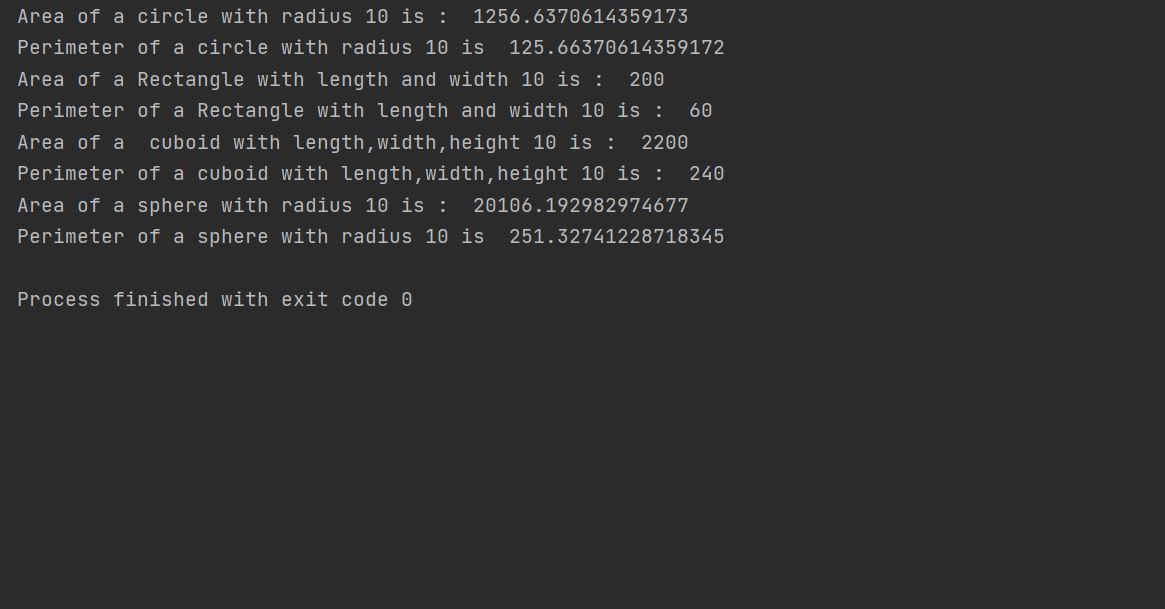 Area of a circle with radius 10 is :  1256.6370614359173
Perimeter of a circle with radius 10 is  125.66370614359172
Area of a Rectangle with length and width 10 is :  200
Perimeter of a Rectangle with length and width 10 is :  60
Area of a  cuboid with length,width,height 10 is :  2200
Perimeter of a cuboid with length,width,height 10 is :  240
Area of a sphere with radius 10 is :  20106.192982974677
Perimeter of a sphere with radius 10 is  251.32741228718345
Process finished with exit code 0